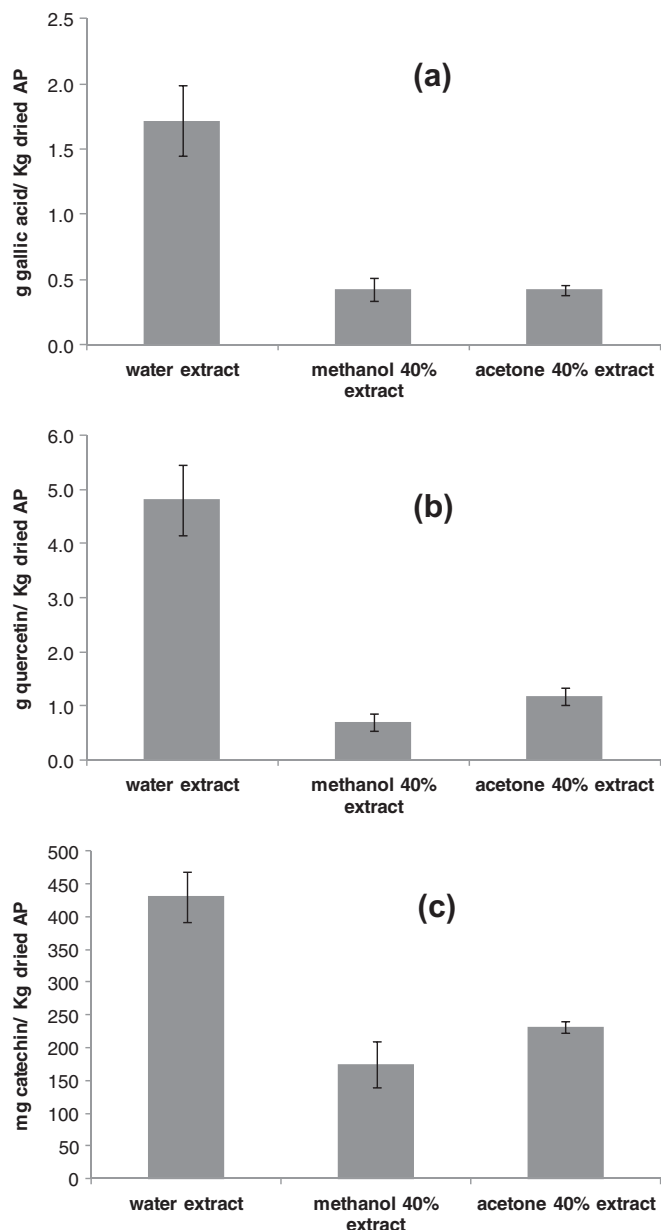 2.5
2.0
1.5
1.0
0.5
0.0
g gallic acid/ Kg dried AP
(a)
water extract
methanol 40%
extract
acetone 40% extract
6.0
5.0
4.0
3.0
2.0
1.0
0.0
g quercetin/ Kg dried AP
(b)
water extract
methanol 40%
extract
acetone 40% extract
500
450
400
350
300
250
200
150
100
50
0
mg catechin/ Kg dried AP
(c)
water extract
methanol 40%
extract
acetone 40% extract